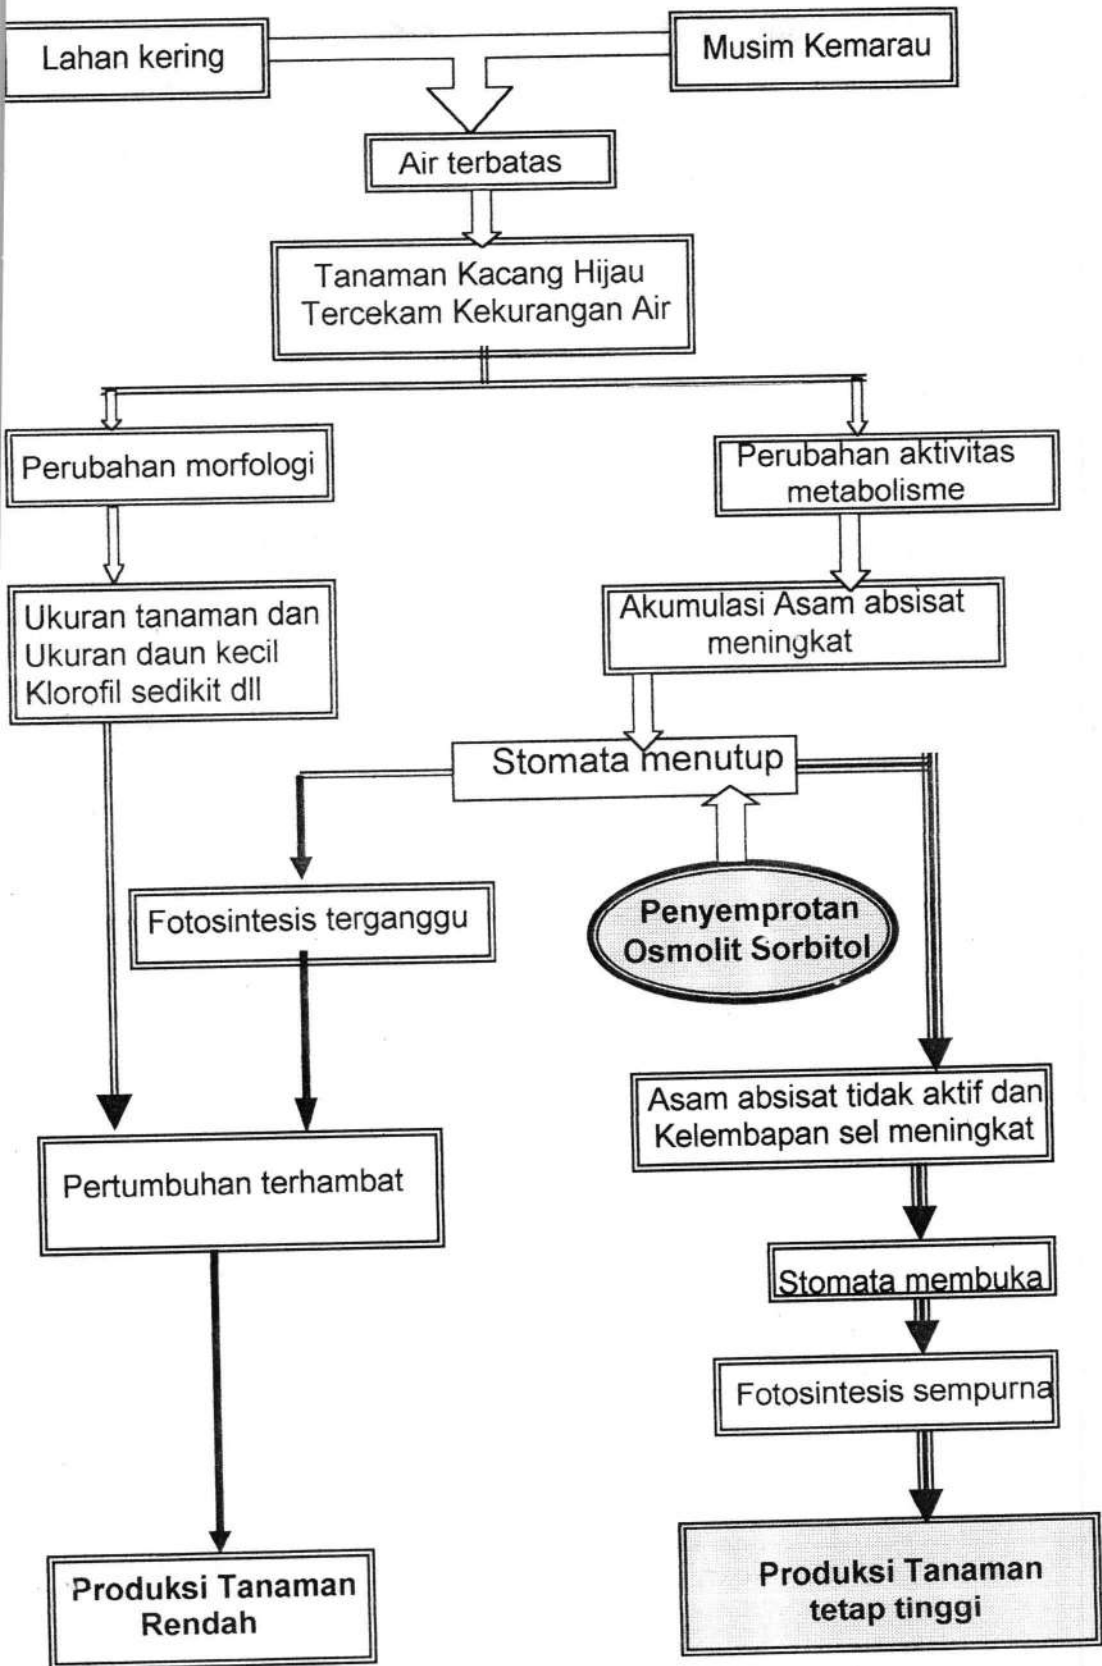 Lahan kering
Musim Kemarau
Air terbatas
Tanaman Kacang Hijau
Tercekam Kekurangan Air
Perubahan morfologi
Perubahan aktivitas
metabolisme
Ukuran tanaman dan
Ukuran daun kecil
Klorofil sedikit dll
Akumulasi Asam absisat
meningkat
Stomata menutup
Fotosintesis terganggu
Penyemprotan
Osmolit Sorbitol
Asam absisat tidak aktif dan
Kelembapan sel meningkat
Pertumbuhan terhambat
Stomata membuka
Fotosintesis sempurna
Produksi Tanaman
Rendah
Produksi Tanaman
tetap tinggi